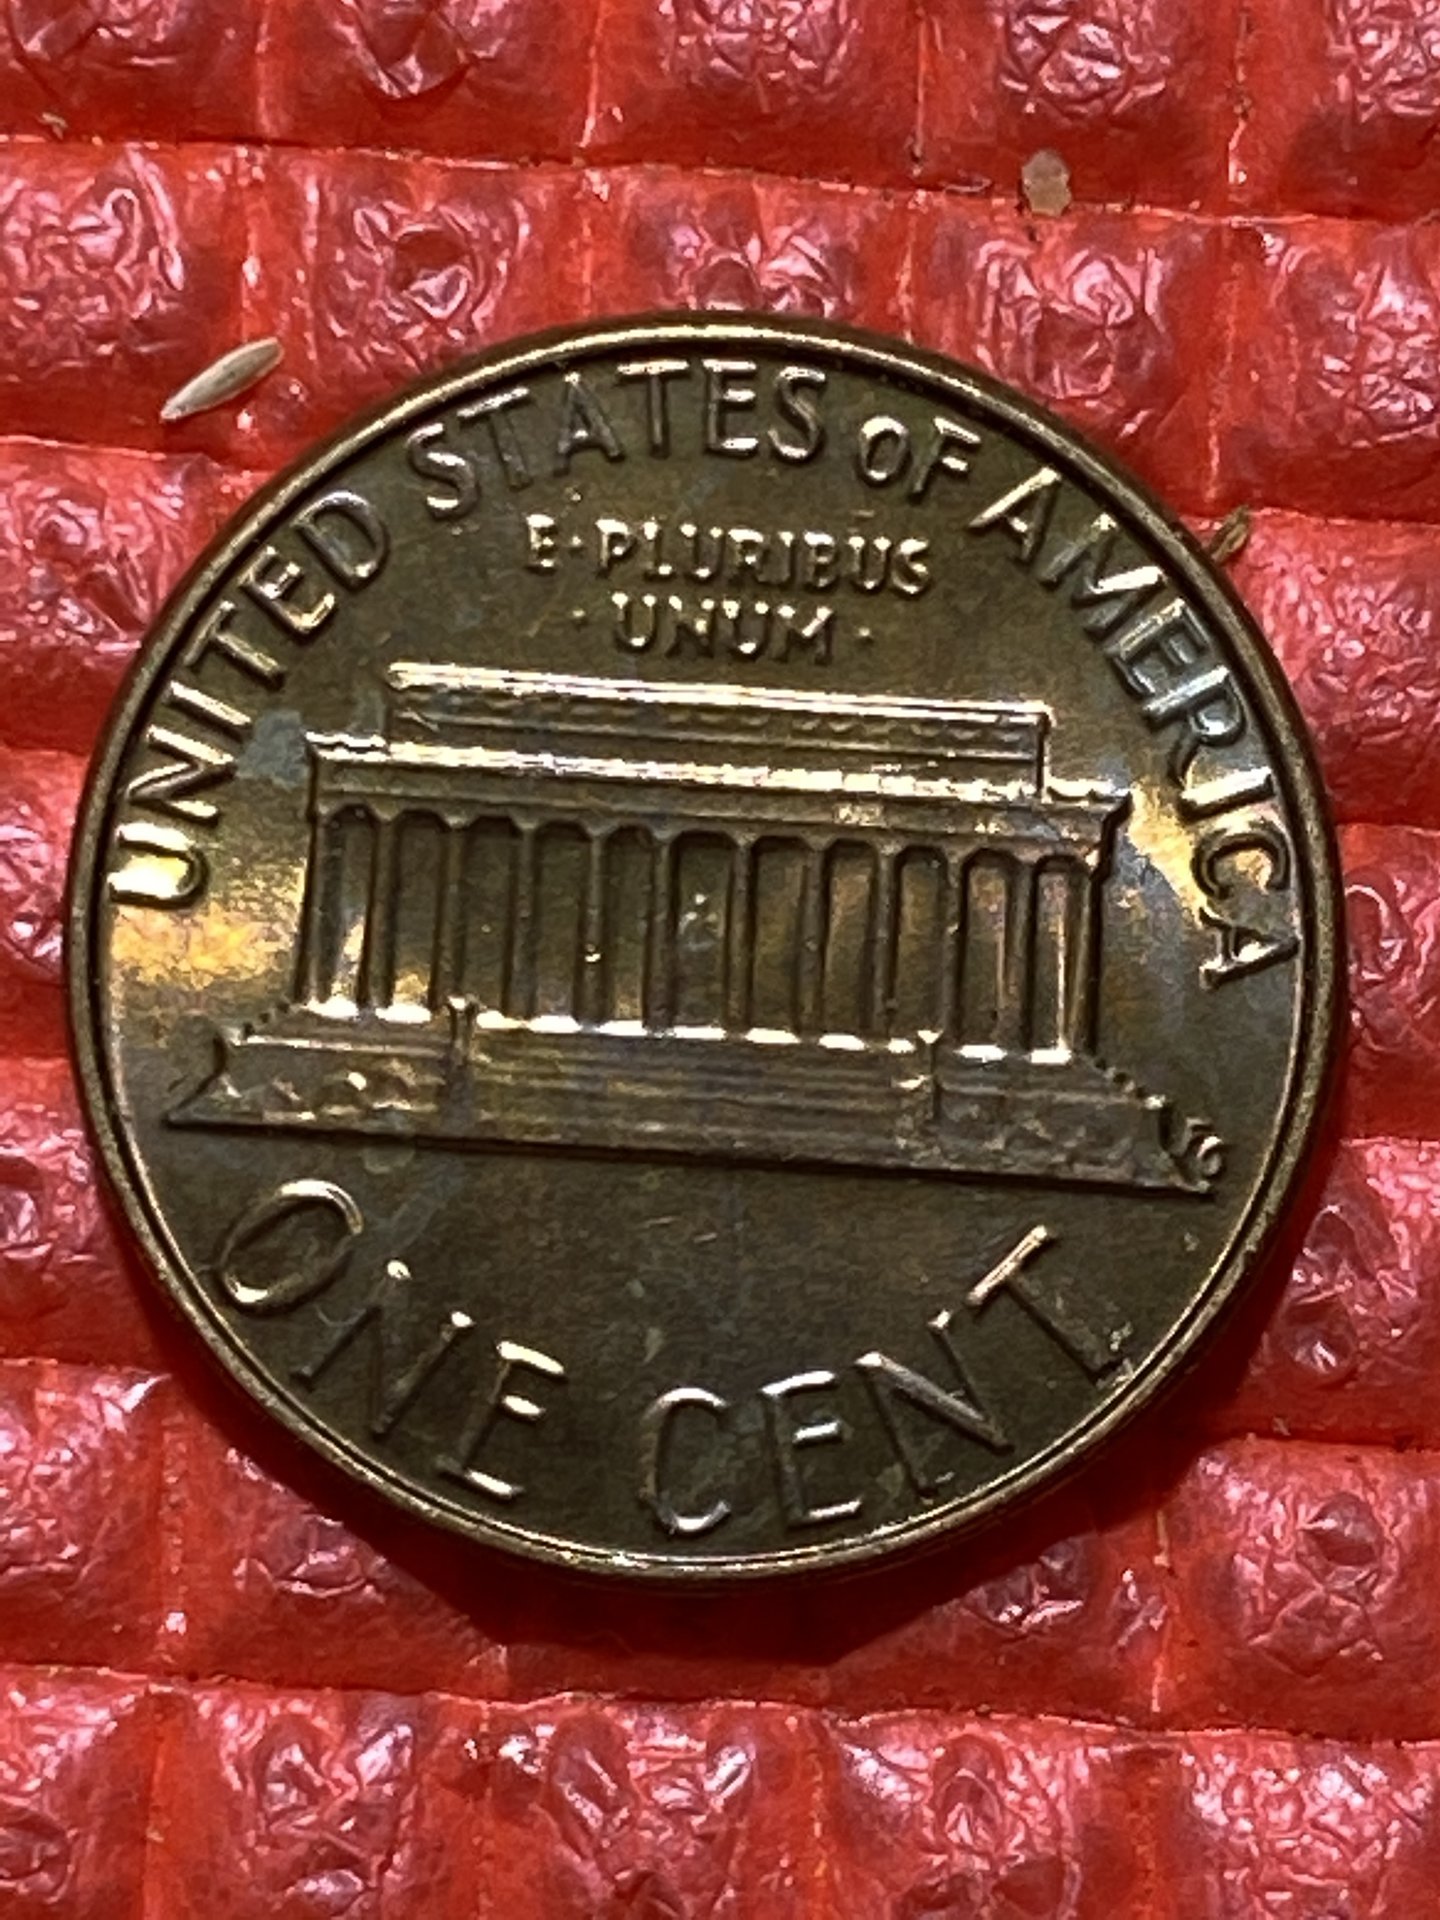 UNITED STATES OF AMERICA
E·PLURIBUS
·UNUM·
ONE CENT